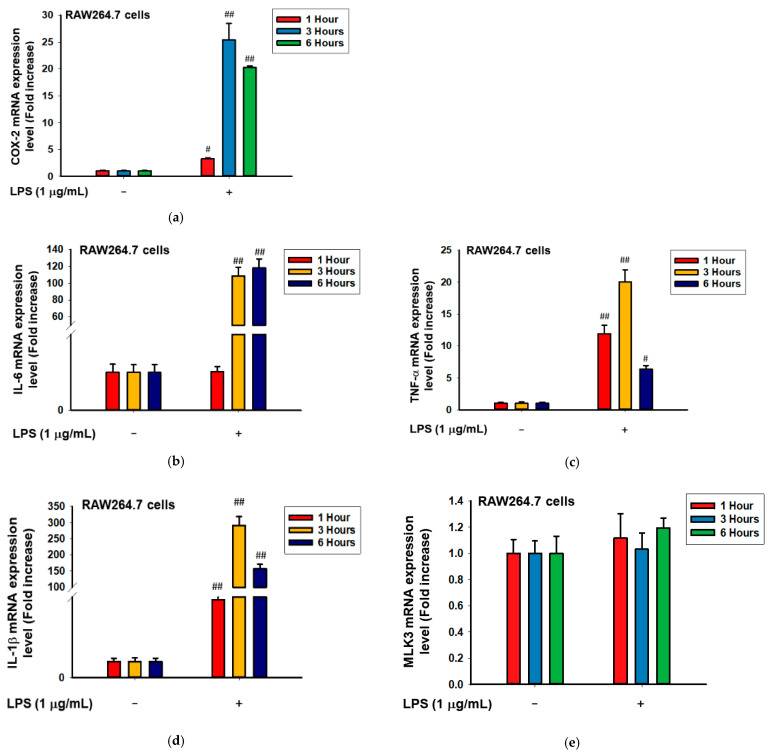 RAW264.7 cells
1 Hour
3 Hours
6 Hours
COX-2 mRNA expression
level (Fold increase)
30
25
20
15
10
5
0
#
##
##
LPS (1 µg/mL)
− +
(a)
RAW264.7 cells
1 Hour
3 Hours
6 Hours
IL-6 mRNA expression
level (Fold increase)
140
120
100
80
60
0
##
##
LPS (1 µg/mL)
− +
(b)
RAW264.7 cells
1 Hour
3 Hours
6 Hours
TNF-α mRNA expression
level (Fold increase)
25
20
15
10
5
0
##
##
#
LPS (1 µg/mL)
− +
(c)
RAW264.7 cells
1 Hour
3 Hours
6 Hours
IL-1β mRNA expression
level (Fold increase)
350
300
250
200
150
100
0
##
##
##
LPS (1 µg/mL)
− +
(d)
RAW264.7 cells
1 Hour
3 Hours
6 Hours
MLK3 mRNA expression
level (Fold increase)
1.4
1.2
1.0
0.8
0.6
0.4
0.2
0.0
LPS (1 µg/mL)
− +
(e)